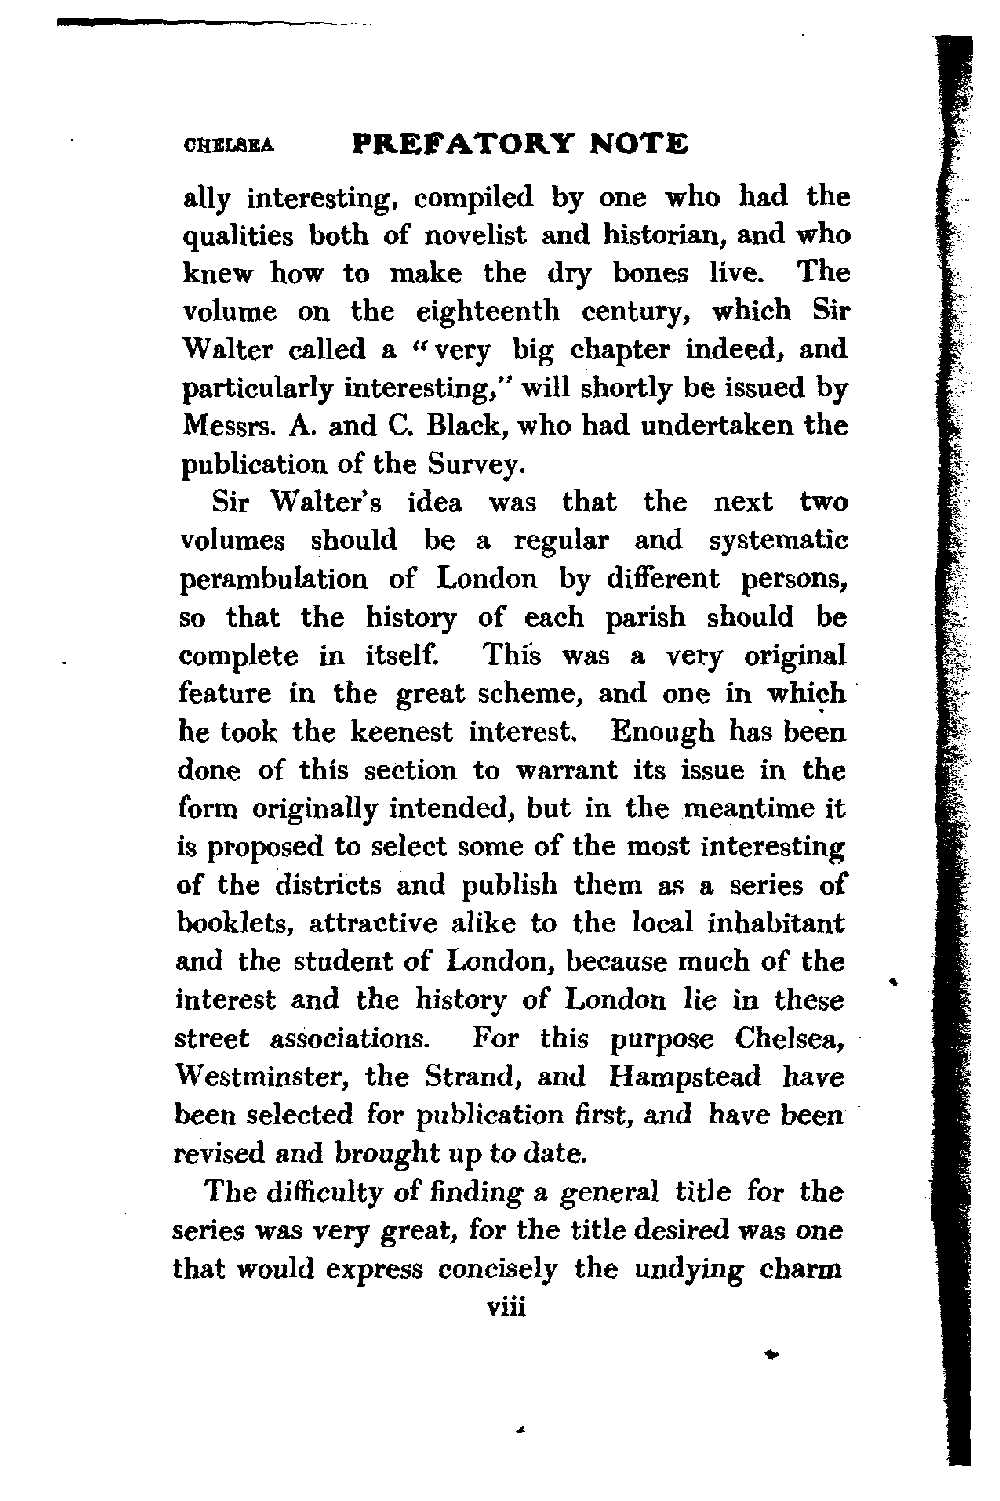 CHELSEA PREFATORY NOTE
ally interesting, compiled by one who had the
qualities both of novelist and historian, and who
knew how to make the dry bones live. The
volume on the eighteenth century, which Sir
Walter called a “very big chapter indeed, and
particularly interesting,” will shortly be issued by
Messrs. A. and C. Black, who had undertaken the
publication of the Survey.
Sir Walter's idea was that the next two
volumes should be a regular and systematic
perambulation of London by different persons,
so that the history of each parish should be
complete in itself. This was a very original
feature in the great scheme, and one in which
he took the keenest interest. Enough has been
done of this section to warrant its issue in the
form originally intended, but in the meantime it
is proposed to select some of the most interesting
of the districts and publish them as a series of
booklets, attractive alike to the local inhabitant
and the student of London, because much of the
interest and the history of London lie in these
street associations. For this purpose Chelsea,
Westminster, the Strand, and Hampstead have
been selected for publication first, and have been
revised and brought up to date.
The difficulty of finding a general title for the
series was very great, for the title desired was one
that would express concisely the undying charm
viii